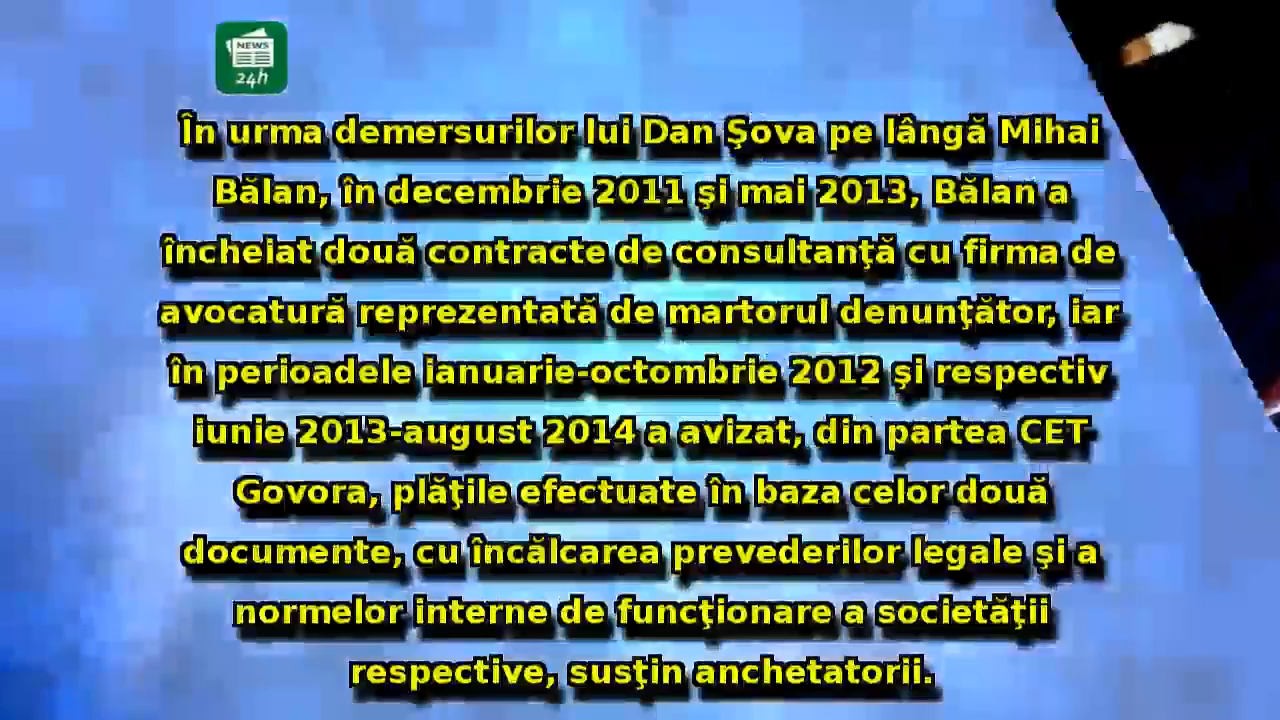 NEWS
24h
În urma demersurilor lui Dan Şova pe lângă Mihai
Bălan, în decembrie 2011 şi mai 2013, Bălan a
încheiat două contracte de consultanţă cu firma de
avocatură reprezentată de martorul denunţător, iar
în perioadele ianuarie-octombrie 2012 şi respectiv
iunie 2013-august 2014 a avizat, din partea CET
Govora, plăţile efectuate în baza celor două
documente, cu încălcarea prevederilor legale şi a
normelor interne de funcţionare a societăţii
respective, susţin anchetatorii.